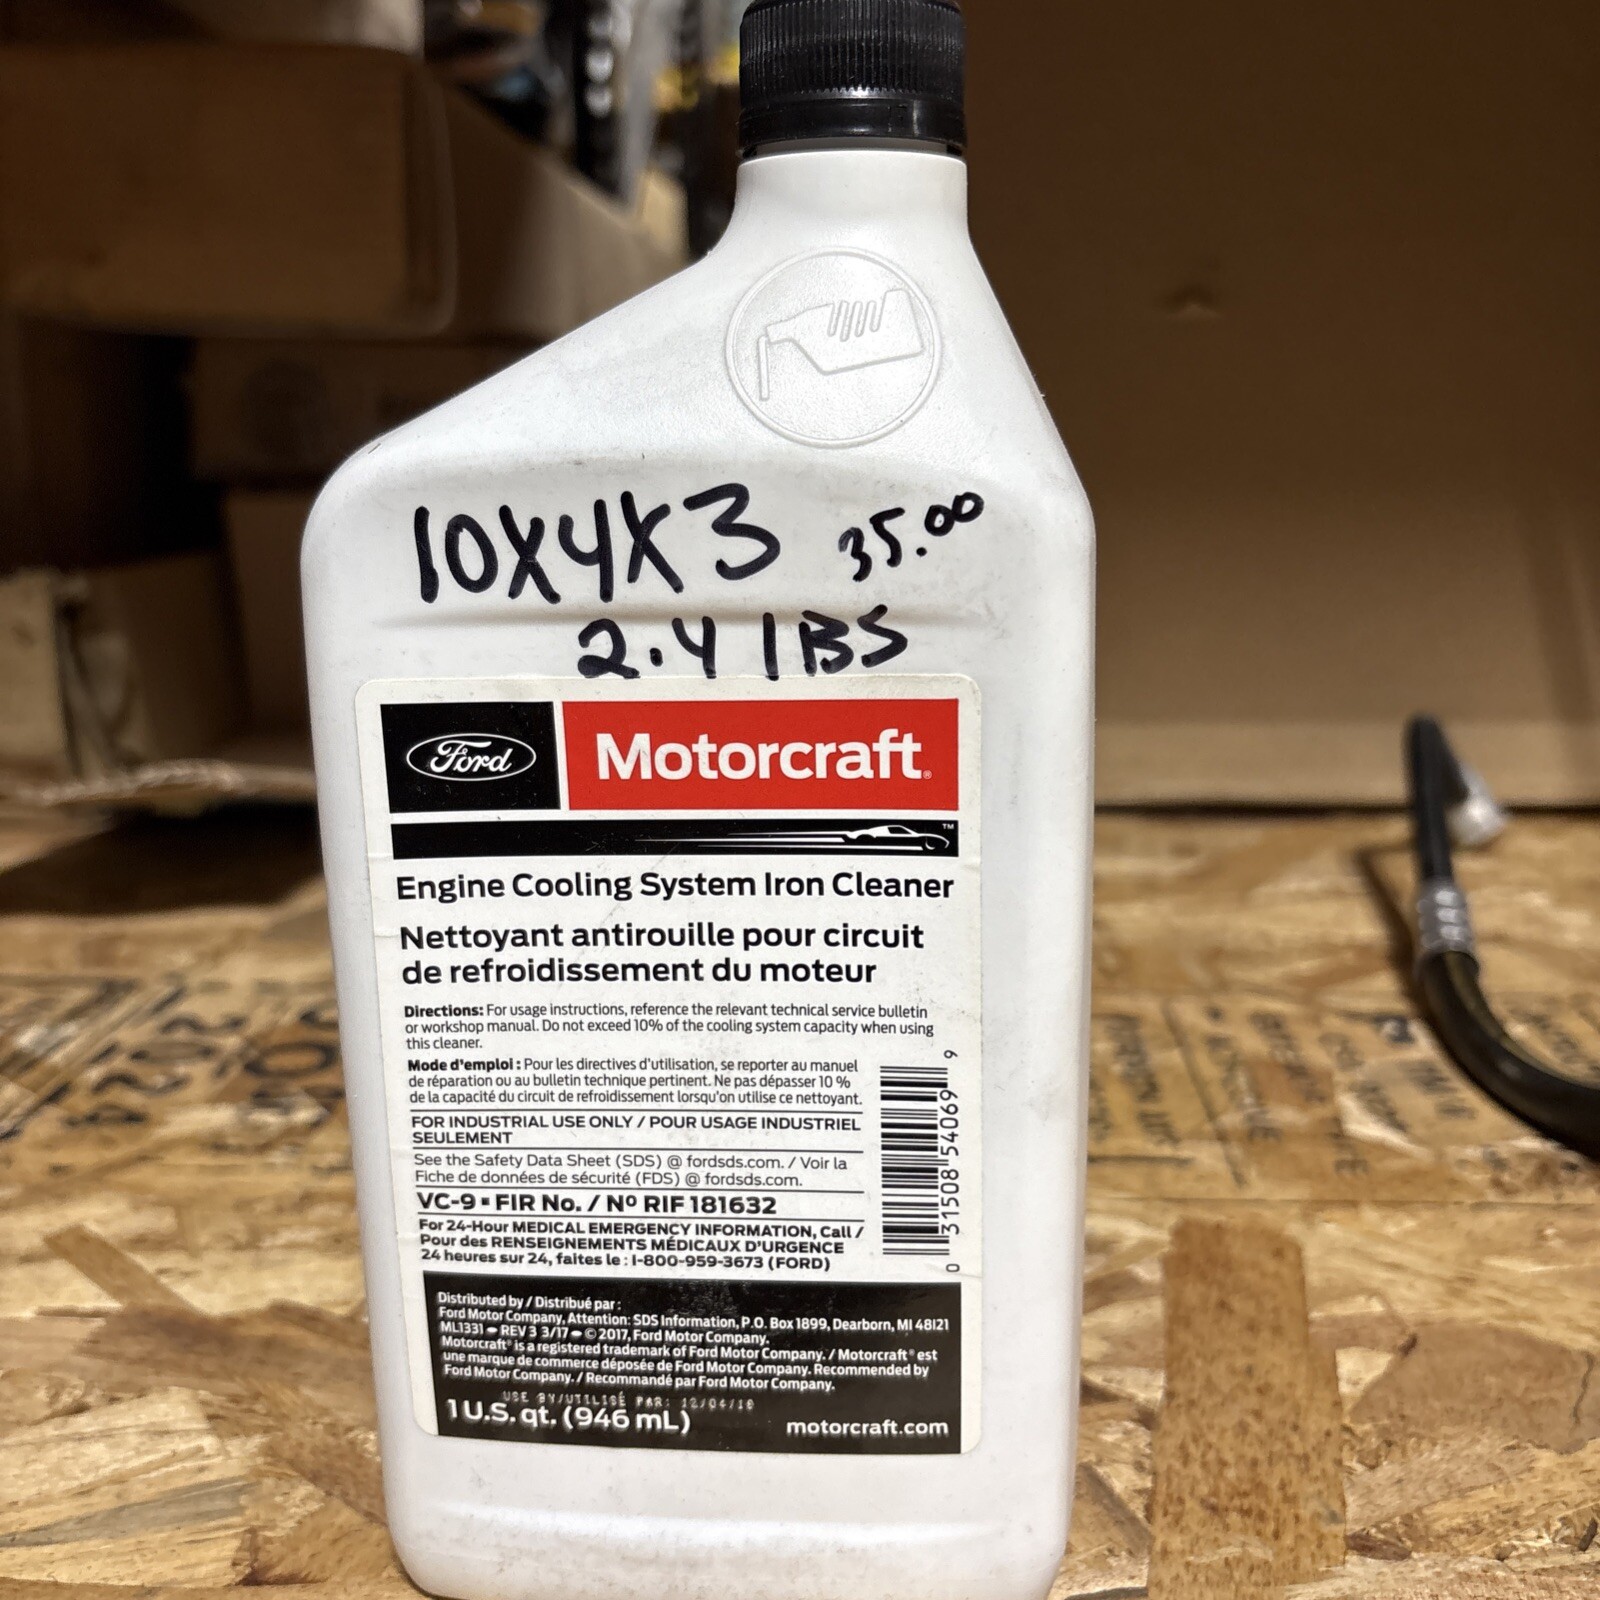 10X4X3 35.00
2.4 lBS
Ford Motorcraft®
™
Engine Cooling System Iron Cleaner
Nettoyant antirouille pour circuit
de refroidissement du moteur
Directions: For usage instructions, reference the relevant technical service bulletin
or workshop manual. Do not exceed 10% of the cooling system capacity when using
this cleaner.
Mode d'emploi : Pour les directives d'utilisation, se reporter au manuel
de réparation ou au bulletin technique pertinent. Ne pas dépasser 10 %
de la capacité du circuit de refroidissement lorsqu'on utilise ce nettoyant.
FOR INDUSTRIAL USE ONLY / POUR USAGE INDUSTRIEL
SEULEMENT
See the Safety Data Sheet (SDS) @ fordsds.com. / Voir la
Fiche de données de sécurité (FDS) @ fordsds.com.
VC-9 ▪ FIR No. / Nº RIF 181632
For 24-Hour MEDICAL EMERGENCY INFORMATION, Call /
Pour des RENSEIGNEMENTS MÉDICAUX D'URGENCE
24 heures sur 24, faites le : 1-800-959-3673 (FORD)
0 31508 54069 9
Distributed by / Distribué par :
Ford Motor Company, Attention: SDS Information, P.O. Box 1899, Dearborn, MI 48121
ML1331 – REV 3 3/17 – © 2017, Ford Motor Company.
Motorcraft® is a registered trademark of Ford Motor Company. / Motorcraft® est
une marque de commerce déposée de Ford Motor Company. Recommended by
Ford Motor Company. / Recommandé par Ford Motor Company.
USE BY/UTILISÉ PAR: 12/04/18
1 U.S. qt. (946 mL) motorcraft.com